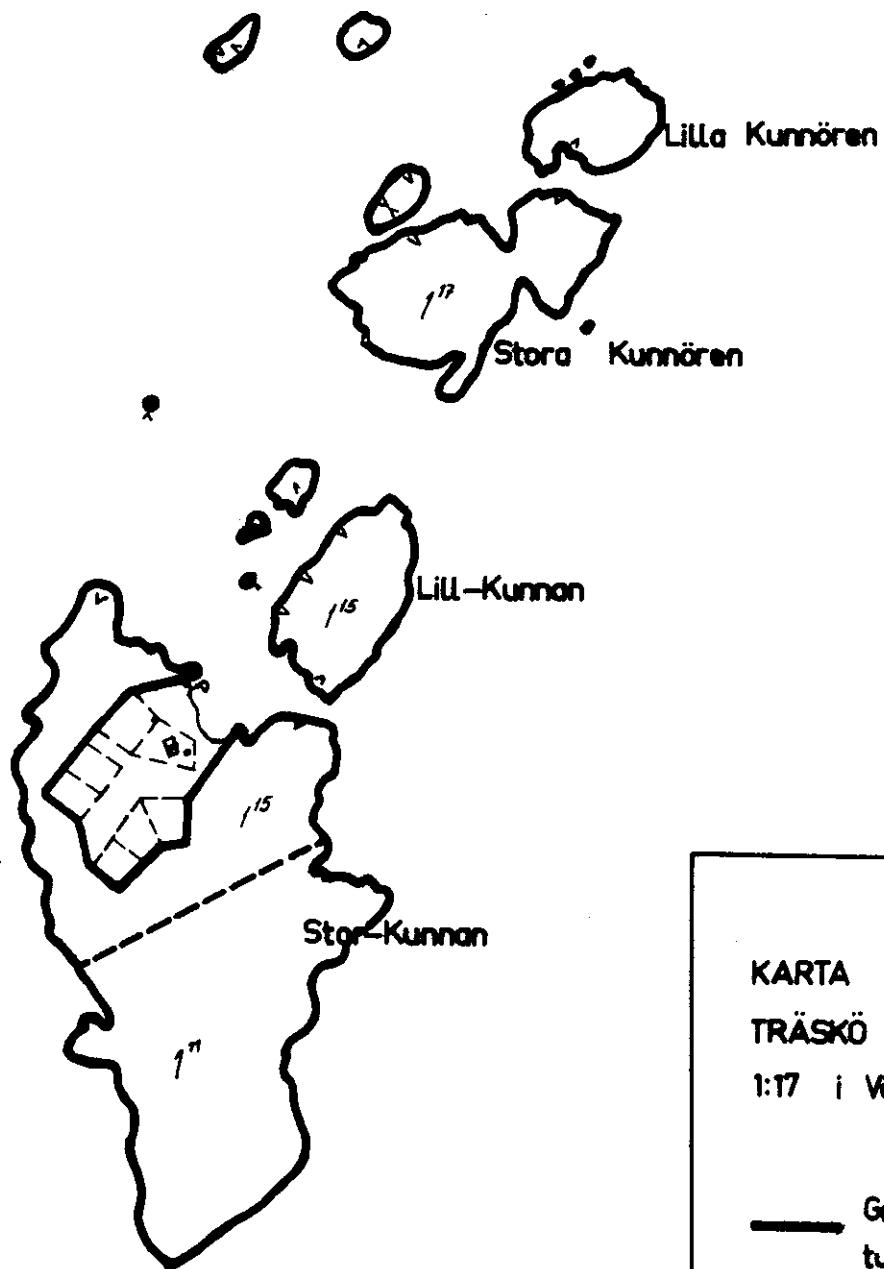 Lilla Kunnören
1¹⁷
Stora Kunnören
Lill-Kunnan
1¹⁵
1¹⁵
Stor-Kunnan
1¹¹
KARTA
TRÄSKÖ
1:17 i